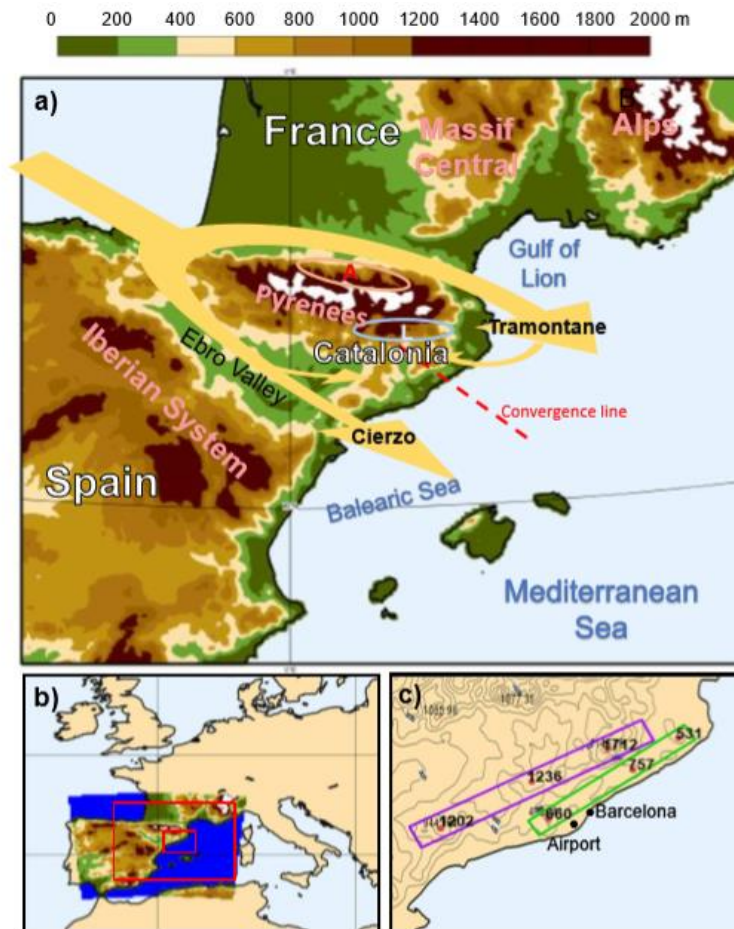 0 200 400 600 800 1000 1200 1400 1600 1800 2000 m
a)
France
Massif
Central
Alps
Gulf of
Lion
A
Pyrenees
Tramontane
Catalonia
Ebro Valley
Iberian System
Convergence line
Cierzo
Spain
Balearic Sea
Mediterranean
Sea
b)
c)
531
1712
757
1236
1202
660
Barcelona
Airport